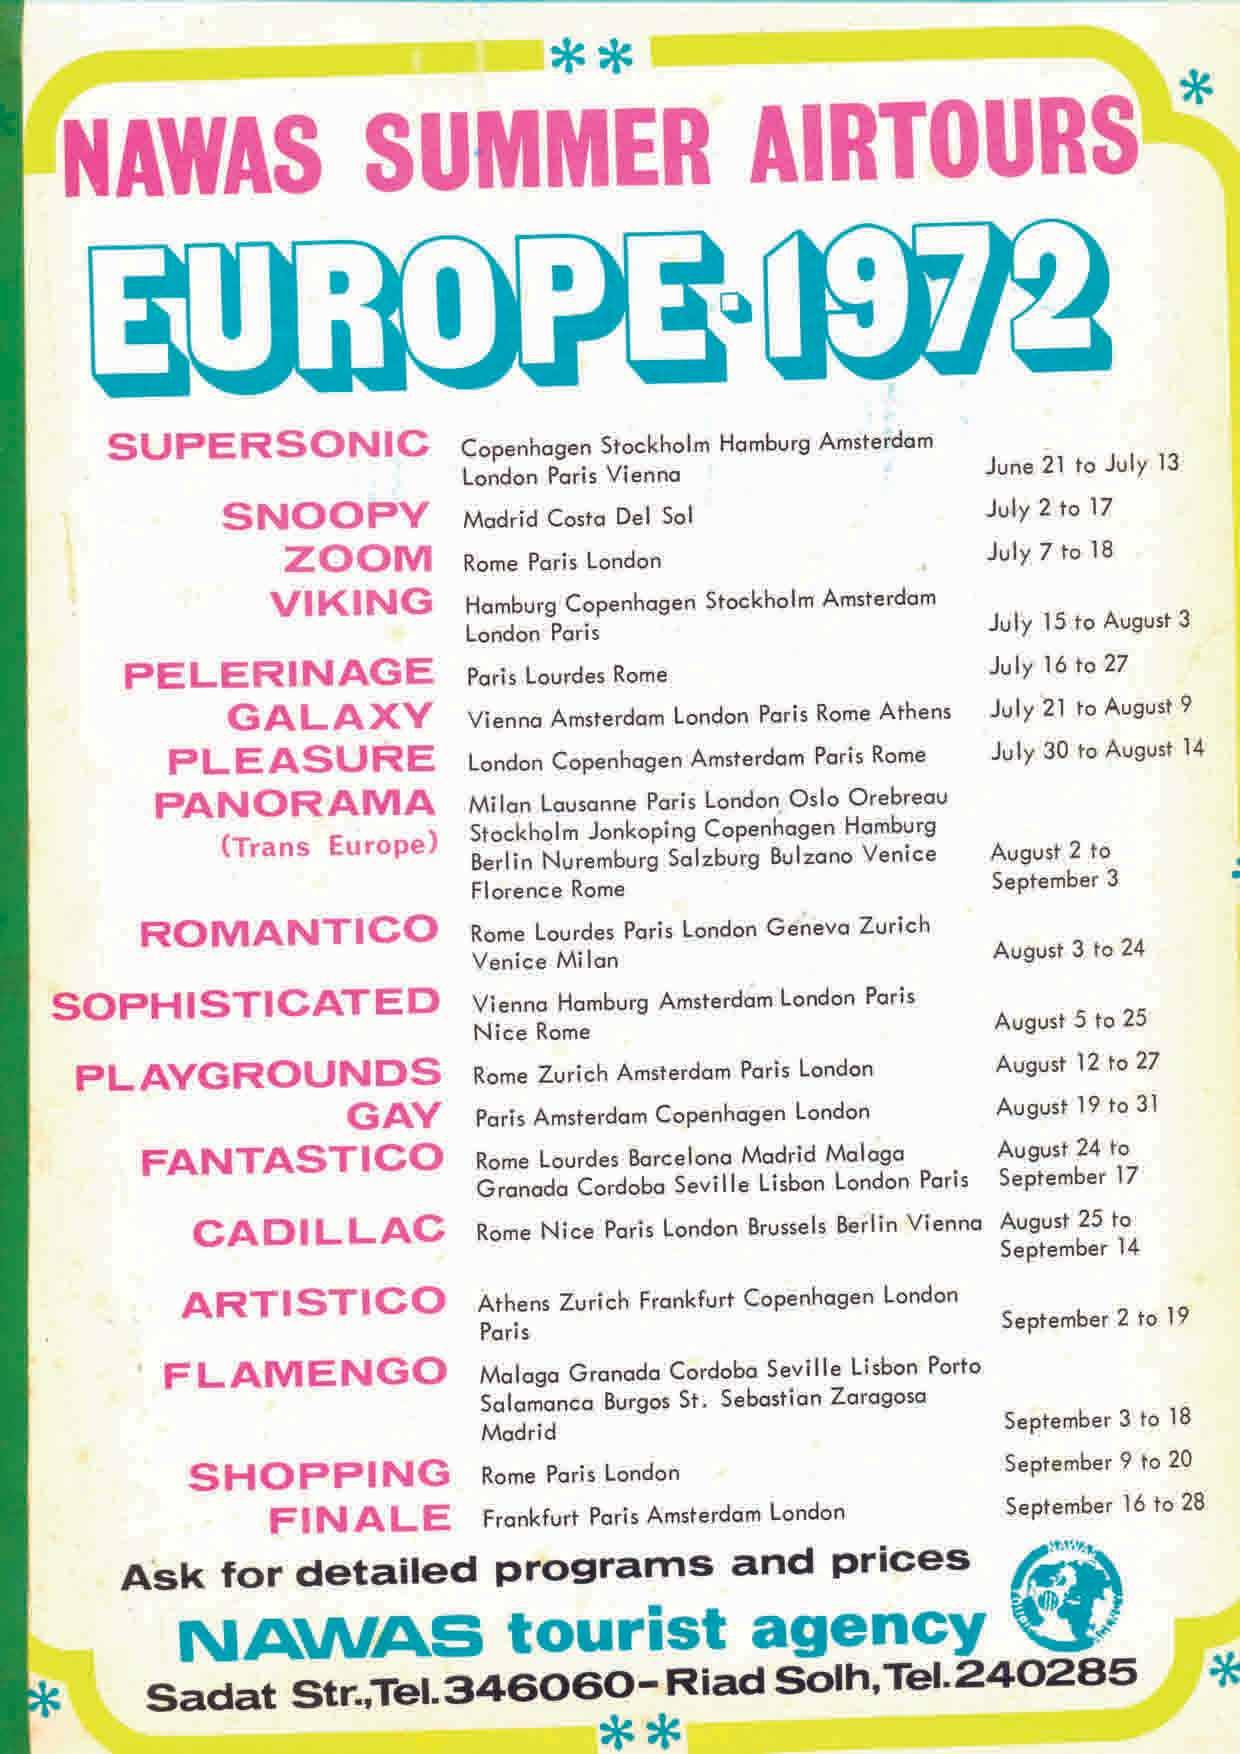 NAWAS SUMMER AIRTOURS
EUROPE-1972
SUPERSONIC Copenhagen Stockholm Hamburg Amsterdam
London Paris Vienna June 21 to July 13
SNOOPY Madrid Costa Del Sol July 2 to 17
ZOOM Rome Paris London July 7 to 18
VIKING Hamburg Copenhagen Stockholm Amsterdam
London Paris July 15 to August 3
PELERINAGE Paris Lourdes Rome July 16 to 27
GALAXY Vienna Amsterdam London Paris Rome Athens July 21 to August 9
PLEASURE London Copenhagen Amsterdam Paris Rome July 30 to August 14
PANORAMA Milan Lausanne Paris London Oslo Orebreau
(Trans Europe) Stockholm Jonkoping Copenhagen Hamburg
Berlin Nuremburg Salzburg Bulzano Venice August 2 to
Florence Rome September 3
ROMANTICO Rome Lourdes Paris London Geneva Zurich
Venice Milan August 3 to 24
SOPHISTICATED Vienna Hamburg Amsterdam London Paris
Nice Rome August 5 to 25
PLAYGROUNDS Rome Zurich Amsterdam Paris London August 12 to 27
GAY Paris Amsterdam Copenhagen London August 19 to 31
FANTASTICO Rome Lourdes Barcelona Madrid Malaga August 24 to
Granada Cordoba Seville Lisbon London Paris September 17
CADILLAC Rome Nice Paris London Brussels Berlin Vienna August 25 to
September 14
ARTISTICO Athens Zurich Frankfurt Copenhagen London
Paris September 2 to 19
FLAMENGO Malaga Granada Cordoba Seville Lisbon Porto
Salamanca Burgos St. Sebastian Zaragosa
Madrid September 3 to 18
SHOPPING Rome Paris London September 9 to 20
FINALE Frankfurt Paris Amsterdam London September 16 to 28
Ask for detailed programs and prices
NAWAS tourist agency
NAWAS TOURIST AGENCY
Sadat Str.,Tel.346060-Riad Solh,Tel.240285